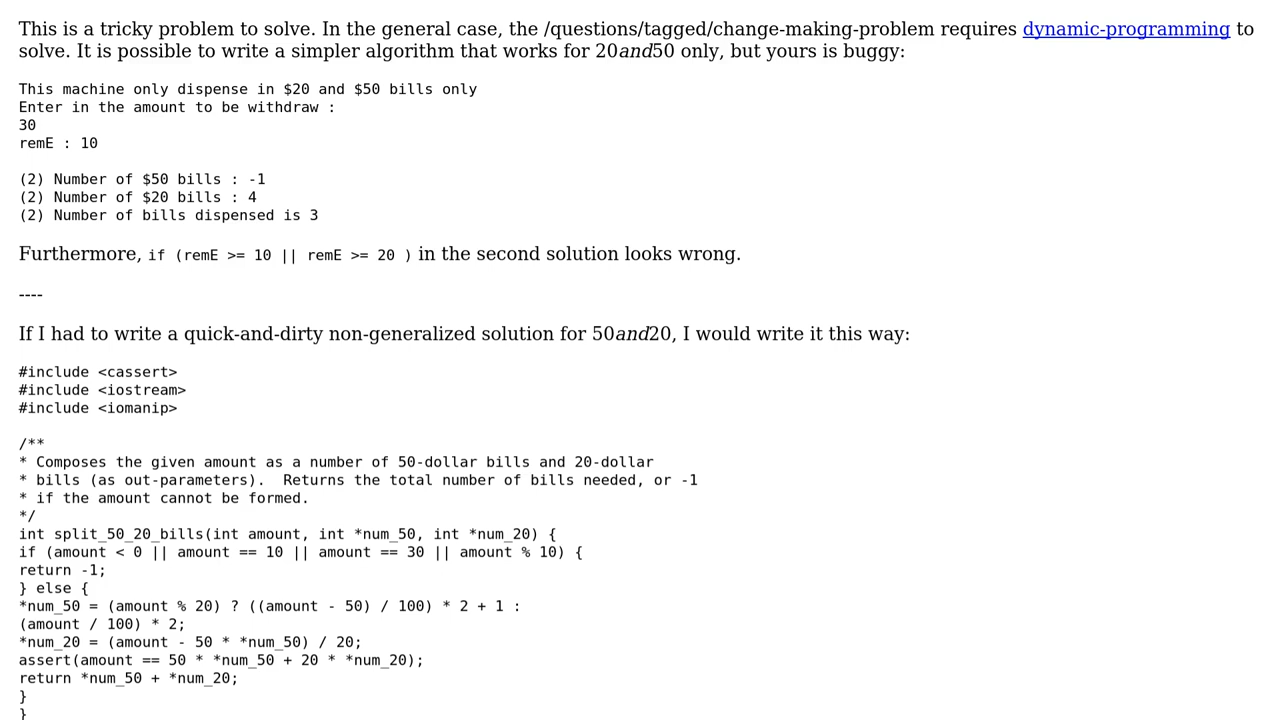 This is a tricky problem to solve. In the general case, the /questions/tagged/change-making-problem requires dynamic-programming to
solve. It is possible to write a simpler algorithm that works for 20and50 only, but yours is buggy:
This machine only dispense in $20 and $50 bills only
Enter in the amount to be withdraw :
30
remE : 10
(2) Number of $50 bills : -1
(2) Number of $20 bills : 4
(2) Number of bills dispensed is 3
Furthermore, if (remE >= 10 || remE >= 20 ) in the second solution looks wrong.
----
If I had to write a quick-and-dirty non-generalized solution for 50and20, I would write it this way:
#include <cassert>
#include <iostream>
#include <iomanip>
/**
* Composes the given amount as a number of 50-dollar bills and 20-dollar
* bills (as out-parameters).  Returns the total number of bills needed, or -1
* if the amount cannot be formed.
*/
int split_50_20_bills(int amount, int *num_50, int *num_20) {
if (amount < 0 || amount == 10 || amount == 30 || amount % 10) {
return -1;
} else {
*num_50 = (amount % 20) ? ((amount - 50) / 100) * 2 + 1 :
(amount / 100) * 2;
*num_20 = (amount - 50 * *num_50) / 20;
assert(amount == 50 * *num_50 + 20 * *num_20);
return *num_50 + *num_20;
}
}